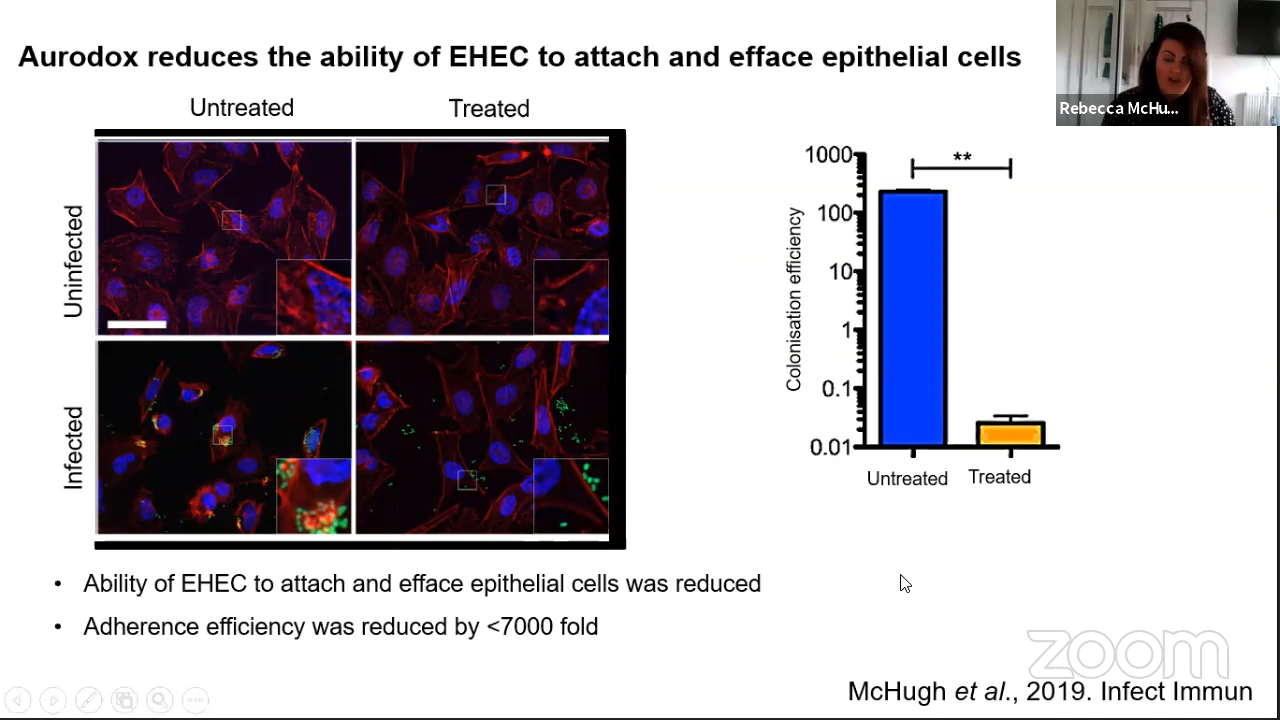 Aurodox reduces the ability of EHEC to attach and efface epithelial cells
Rebecca McHu...
Untreated
Treated
Uninfected
Infected
1000
100
10
1
0.1
0.01
**
Colonisation efficiency
Untreated
Treated
• Ability of EHEC to attach and efface epithelial cells was reduced
• Adherence efficiency was reduced by <7000 fold
zoom
McHugh et al., 2019. Infect Immun